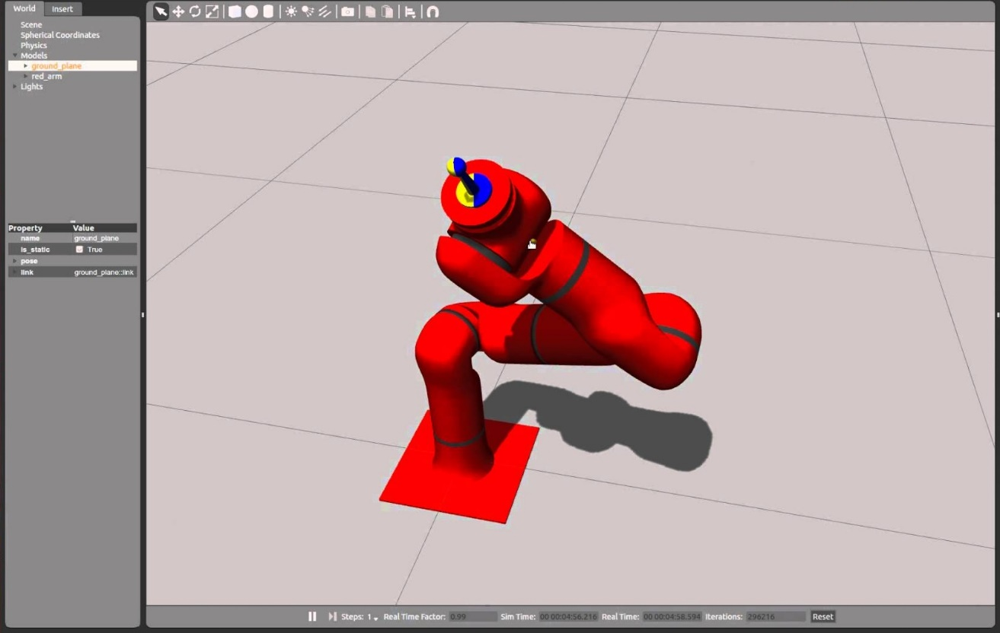 World Insert
Scene
Spherical Coordinates
Physics
Models
ground_plane
red_arm
Lights
Property Value
name ground_plane
is_static True
pose
link ground_plane::link
Steps: 1 Real Time Factor: 0.99 Sim Time: 00 00:04:56.216 Real Time: 00 00:04:58.594 Iterations: 296216 Reset